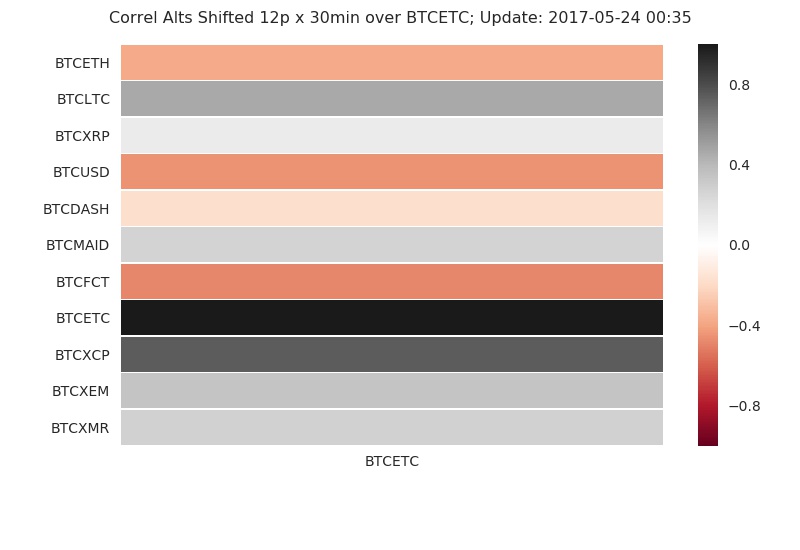 Correl Alts Shifted 12p x 30min over BTCETC; Update: 2017-05-24 00:35
BTCETH
BTCLTC
BTCXRP
BTCUSD
BTCDASH
BTCMAID
BTCFCT
BTCETC
BTCXCP
BTCXEM
BTCXMR
BTCETC
0.8
0.4
0.0
−0.4
−0.8